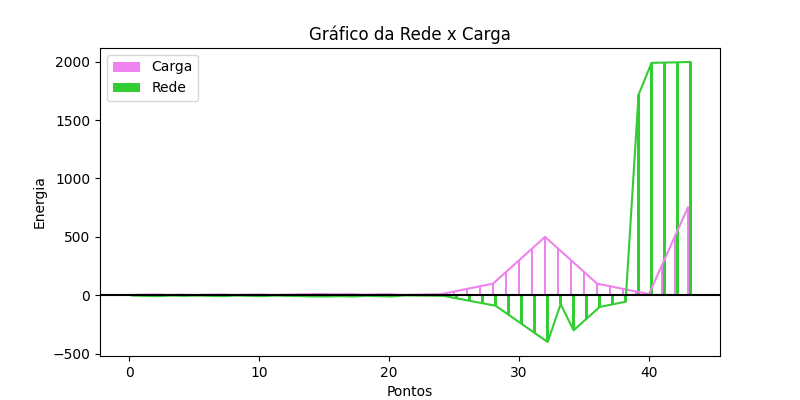 Gráfico da Rede x Carga
Carga
Rede
2000
1500
1000
500
0
−500
Energia
0 10 20 30 40
Pontos